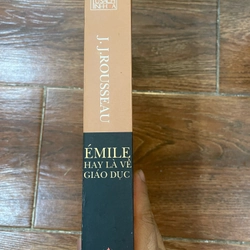 J.J.ROUSSEAU
ÉMILE
HAY LÀ VỀ
GIÁO DỤC